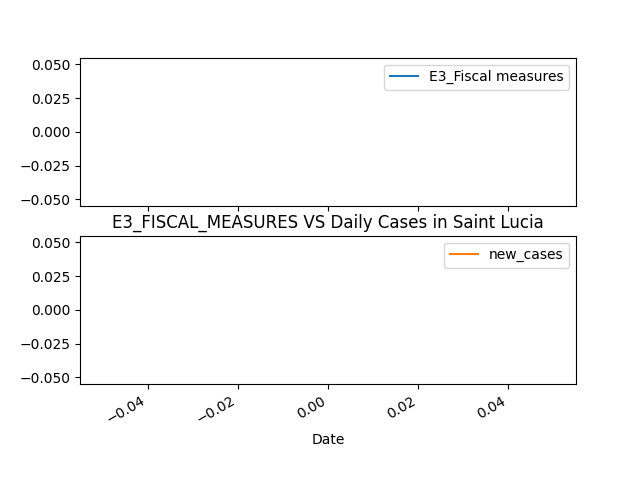 0.050
E3_Fiscal measures
0.025
0.000
−0.025
−0.050
E3_FISCAL_MEASURES VS Daily Cases in Saint Lucia
0.050
new_cases
0.025
0.000
−0.025
−0.050
−0.04 −0.02 0.00 0.02 0.04
Date